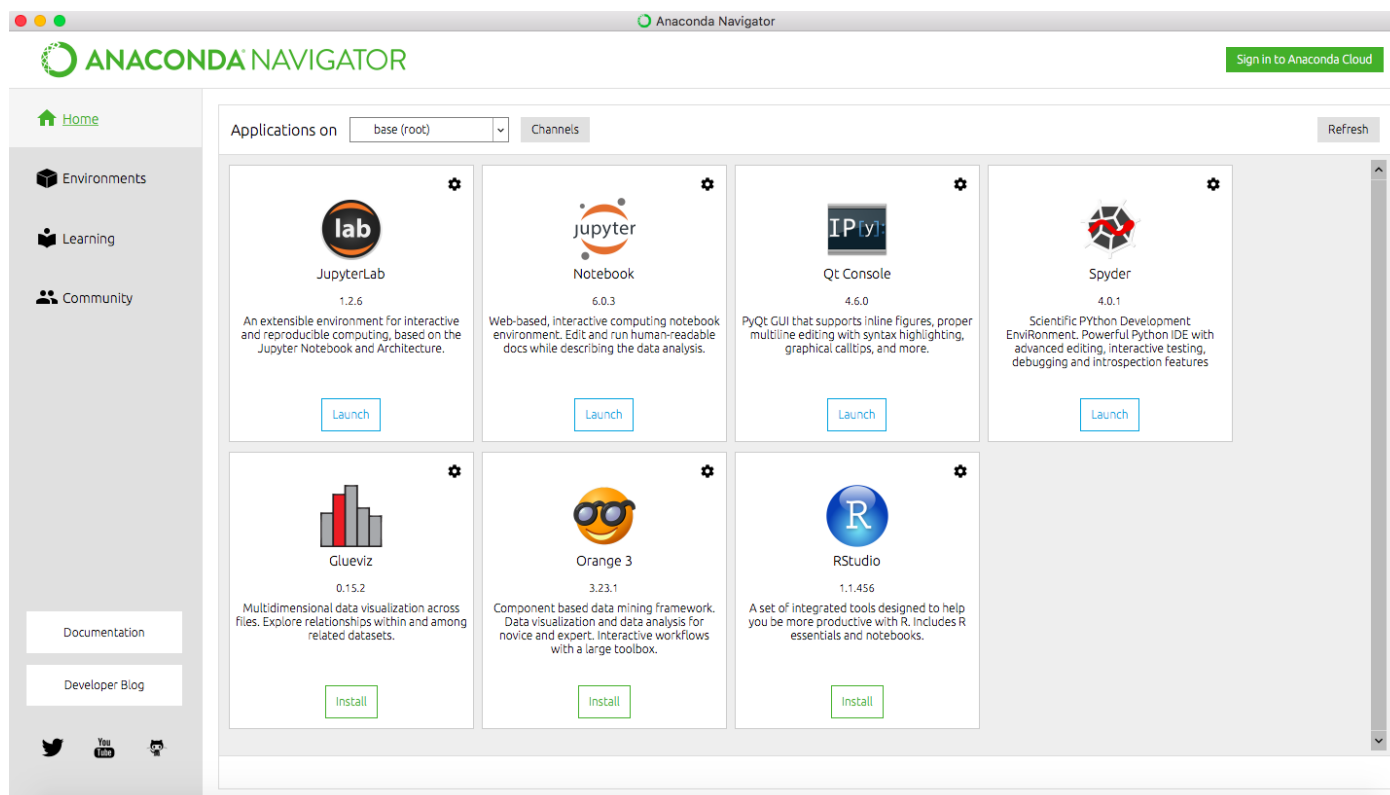 Anaconda Navigator
ANACONDA NAVIGATOR
Sign in to Anaconda Cloud
Home
Environments
Learning
Community
Documentation
Developer Blog
You
Tube
Applications on
base (root)
Channels
Refresh
lab
JupyterLab
1.2.6
An extensible environment for interactive
and reproducible computing, based on the
Jupyter Notebook and Architecture.
Launch
jupyter
Notebook
6.0.3
Web-based, interactive computing notebook
environment. Edit and run human-readable
docs while describing the data analysis.
Launch
IP[y]:
Qt Console
4.6.0
PyQt GUI that supports inline figures, proper
multiline editing with syntax highlighting,
graphical calltips, and more.
Launch
Spyder
4.0.1
Scientific PYthon Development
EnviRonment. Powerful Python IDE with
advanced editing, interactive testing,
debugging and introspection features
Launch
Glueviz
0.15.2
Multidimensional data visualization across
files. Explore relationships within and among
related datasets.
Install
Orange 3
3.23.1
Component based data mining framework.
Data visualization and data analysis for
novice and expert. Interactive workflows
with a large toolbox.
Install
R
RStudio
1.1.456
A set of integrated tools designed to help
you be more productive with R. Includes R
essentials and notebooks.
Install